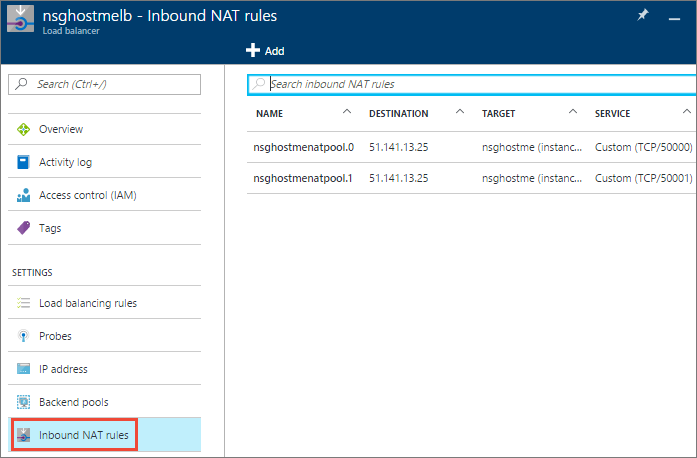 nsghostmelb - Inbound NAT rules
Load balancer
Add
Search (Ctrl+/)
Overview
Activity log
Access control (IAM)
Tags
SETTINGS
Load balancing rules
Probes
IP address
Backend pools
Inbound NAT rules
Search inbound NAT rules
NAME DESTINATION TARGET SERVICE
nsghostmenatpool.0 51.141.13.25 nsghostme (instanc... Custom (TCP/50000)
nsghostmenatpool.1 51.141.13.25 nsghostme (instanc... Custom (TCP/50001)